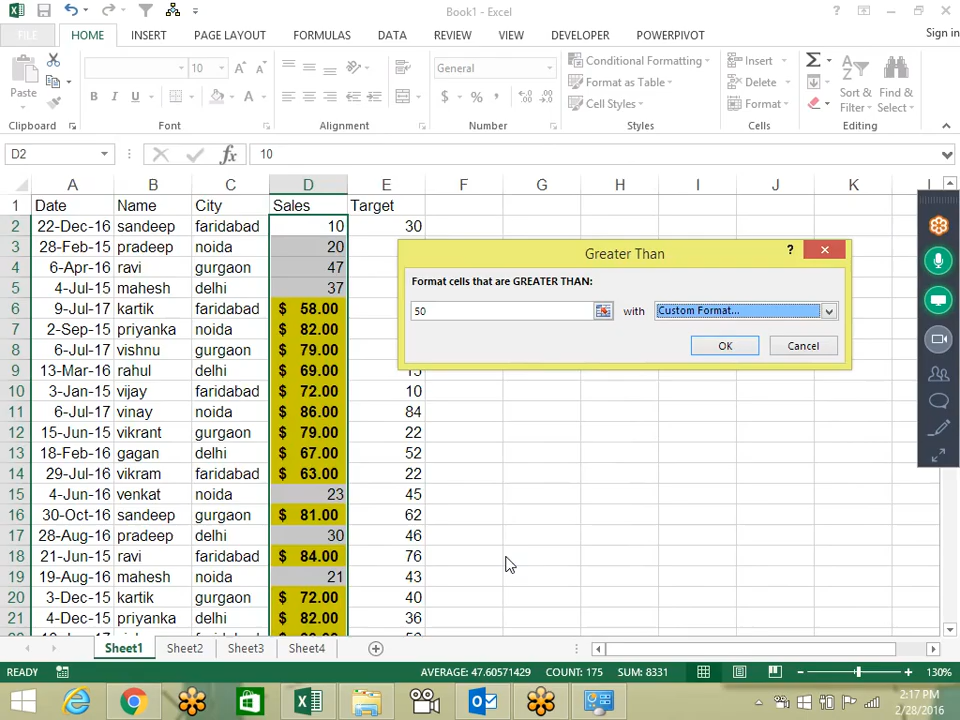 Book1 - Excel
FILE HOME INSERT PAGE LAYOUT FORMULAS DATA REVIEW VIEW DEVELOPER POWERPIVOT Sign in
Paste
10
B I U
General
$ % ,
Conditional Formatting
Format as Table
Cell Styles
Insert
Delete
Format
Sort & Filter
Find & Select
Clipboard Font Alignment Number Styles Cells Editing
D2 fx 10
A B C D E F G H I J K
1 Date Name City Sales Target
2 22-Dec-16 sandeep faridabad 10 30
3 28-Feb-15 pradeep noida 20
4 6-Apr-16 ravi gurgaon 47
5 4-Jul-15 mahesh delhi 37
6 9-Jul-17 kartik faridabad $ 58.00
7 2-Sep-15 priyanka noida $ 82.00
8 6-Jul-17 vishnu gurgaon $ 79.00
9 13-Mar-16 rahul delhi $ 69.00
10 3-Jan-15 vijay faridabad $ 72.00 10
11 6-Jul-17 vinay noida $ 86.00 84
12 15-Jun-15 vikrant gurgaon $ 79.00 22
13 18-Feb-16 gagan delhi $ 67.00 52
14 29-Jul-17 vikram faridabad $ 63.00 22
15 4-Jun-16 venkat noida 23 45
16 30-Oct-16 sandeep gurgaon $ 81.00 62
17 28-Aug-16 pradeep delhi 30 46
18 21-Jun-15 ravi faridabad $ 84.00 76
19 19-Aug-16 mahesh noida 21 43
20 3-Dec-15 kartik gurgaon $ 72.00 40
21 4-Dec-15 priyanka delhi $ 82.00 36
Greater Than
Format cells that are GREATER THAN:
50 with Custom Format...
OK Cancel
Sheet1 Sheet2 Sheet3 Sheet4
READY AVERAGE: 47.60571429 COUNT: 175 SUM: 8331 130%
2:17 PM
2/28/2016